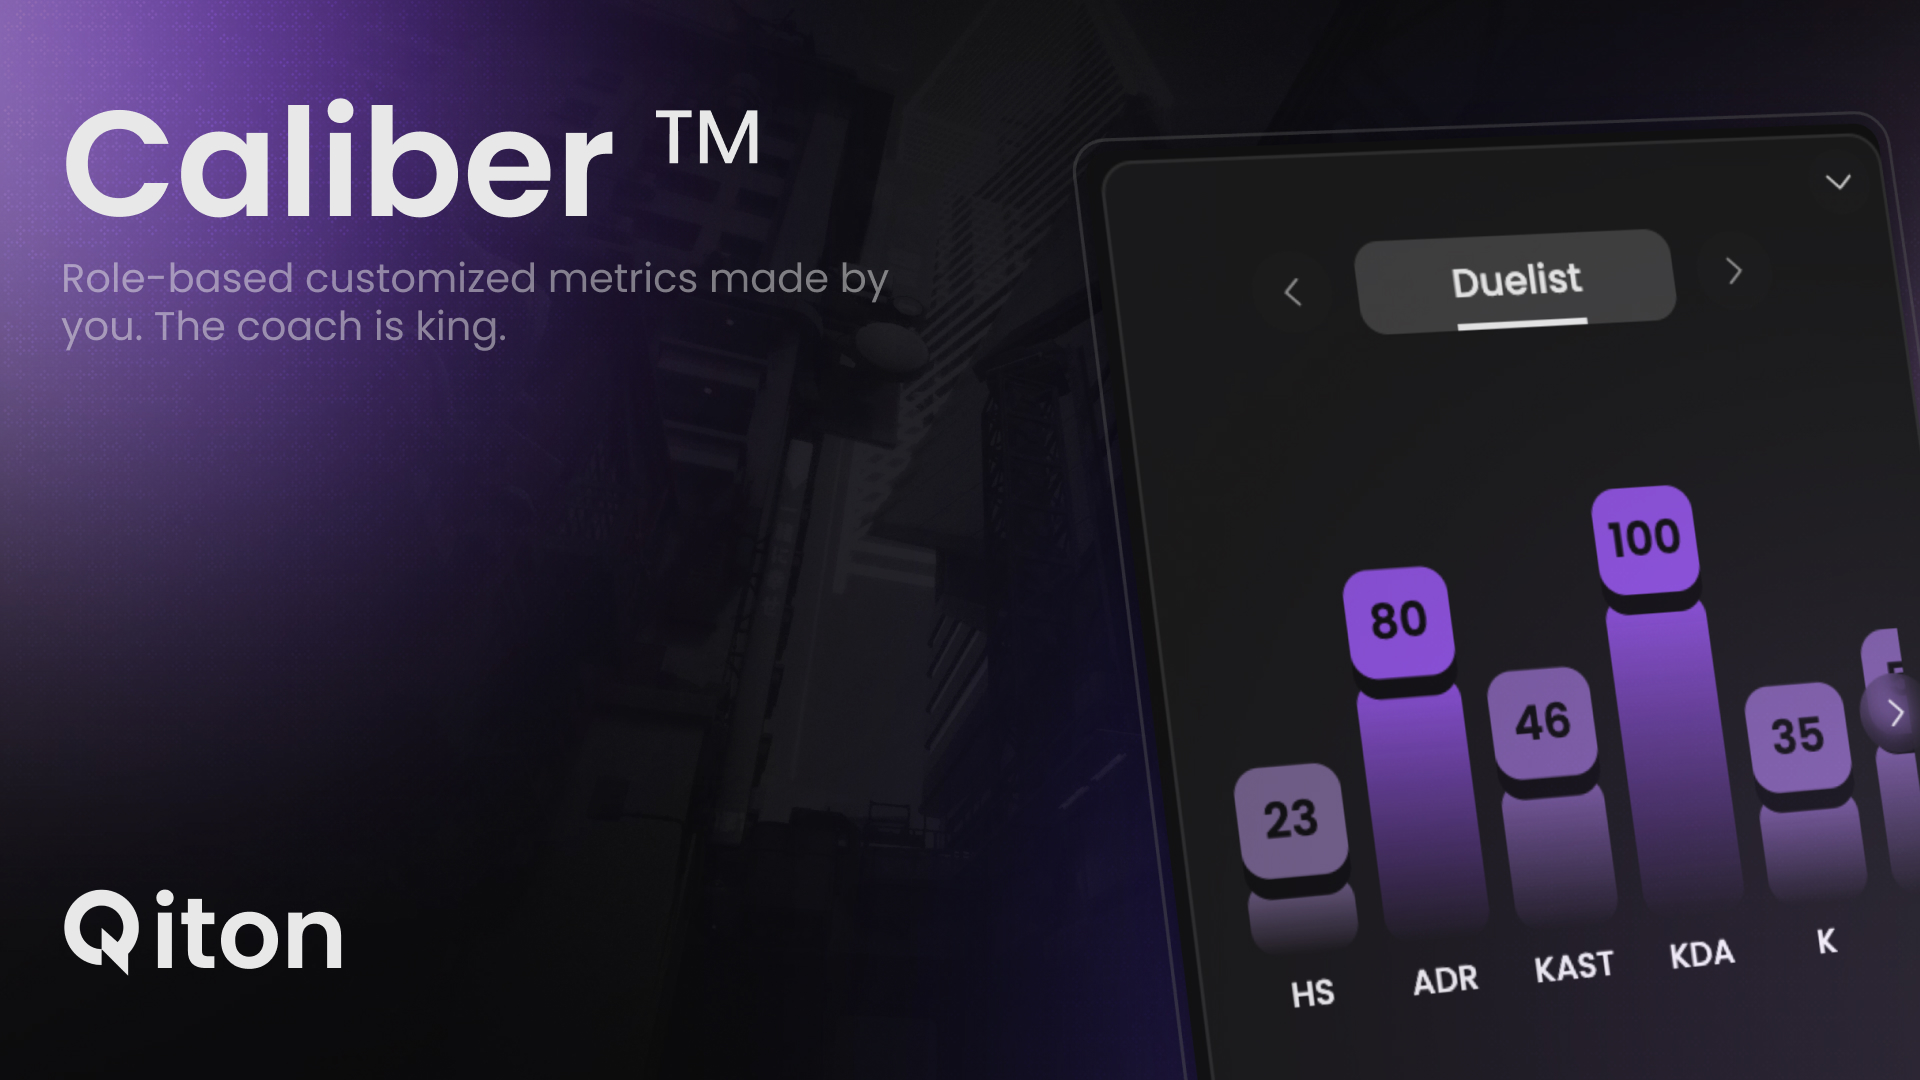 Caliber ™
Role-based customized metrics made by
you. The coach is king.
Duelist
100
80
46
35
23
HS
ADR
KAST
KDA
K
Qiton